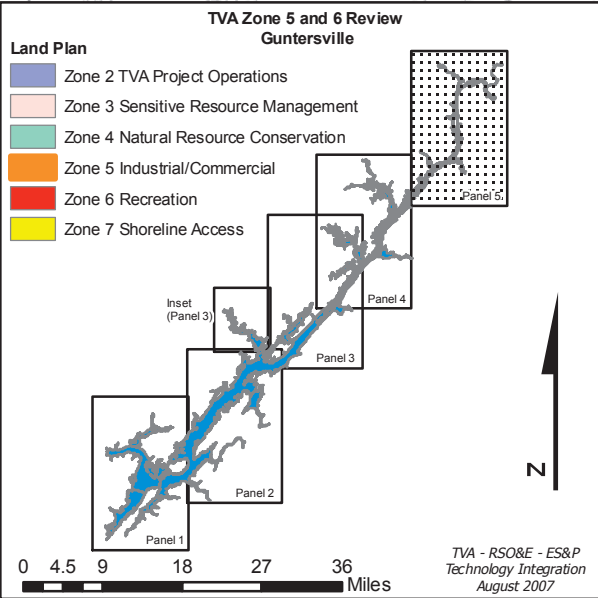 TVA Zone 5 and 6 Review
Guntersville
Land Plan
Zone 2 TVA Project Operations
Zone 3 Sensitive Resource Management
Zone 4 Natural Resource Conservation
Zone 5 Industrial/Commercial
Zone 6 Recreation
Zone 7 Shoreline Access
Panel 5
Panel 4
Inset
(Panel 3)
Panel 3
Panel 2
Panel 1
N
0 4.5 9 18 27 36
Miles
TVA - RSO&E - ES&P
Technology Integration
August 2007